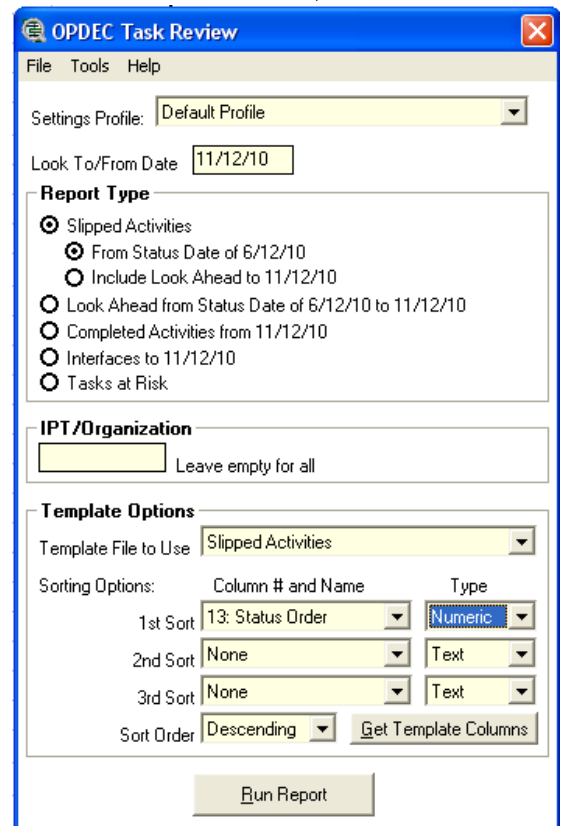 OPDEC Task Review
File Tools Help
Settings Profile: Default Profile
Look To/From Date 11/12/10
Report Type
Slipped Activities
From Status Date of 6/12/10
Include Look Ahead to 11/12/10
Look Ahead from Status Date of 6/12/10 to 11/12/10
Completed Activities from 11/12/10
Interfaces to 11/12/10
Tasks at Risk
IPT/Organization
Leave empty for all
Template Options
Template File to Use Slipped Activities
Sorting Options: Column # and Name Type
1st Sort 13: Status Order Numeric
2nd Sort None Text
3rd Sort None Text
Sort Order Descending Get Template Columns
Run Report